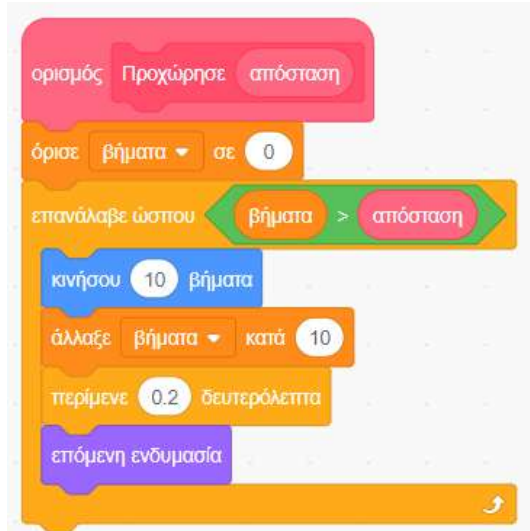 ορισμός Προχώρησε απόσταση
όρισε βήματα σε 0
επανάλαβε ώσπου βήματα > απόσταση
κινήσου 10 βήματα
άλλαξε βήματα κατά 10
περίμενε 0.2 δευτερόλεπτα
επόμενη ενδυμασία